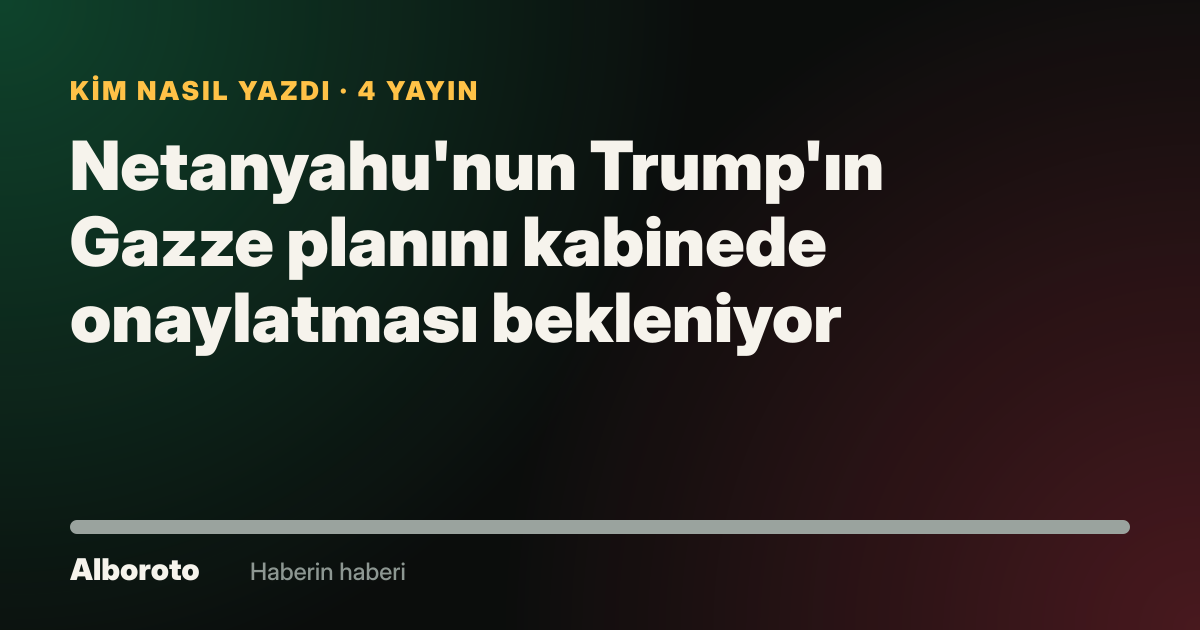 KİM NASIL YAZDI · 4 YAYIN
Netanyahu'nun Trump'ın
Gazze planını kabinede
onaylatması bekleniyor
Alboroto Haberin haberi